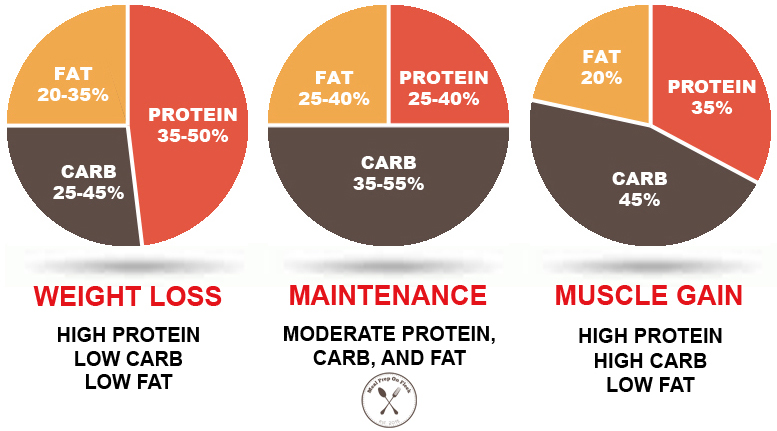 FAT
20-35%
PROTEIN
35-50%
CARB
25-45%
WEIGHT LOSS
HIGH PROTEIN
LOW CARB
LOW FAT
FAT
25-40%
PROTEIN
25-40%
CARB
35-55%
MAINTENANCE
MODERATE PROTEIN,
CARB, AND FAT
Meal Prep On Fleek
FAT
20%
PROTEIN
35%
CARB
45%
MUSCLE GAIN
HIGH PROTEIN
HIGH CARB
LOW FAT